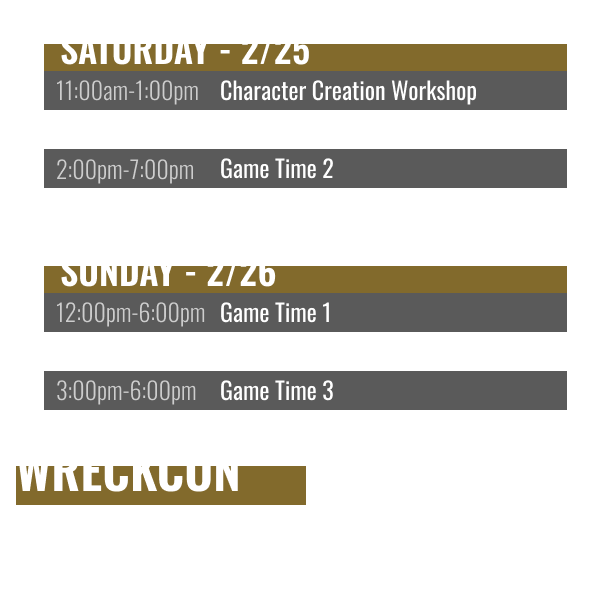 SATURDAY - 2/25
11:00am-1:00pm Character Creation Workshop
2:00pm-7:00pm Game Time 2
SUNDAY - 2/26
12:00pm-6:00pm Game Time 1
3:00pm-6:00pm Game Time 3
WRECKCON